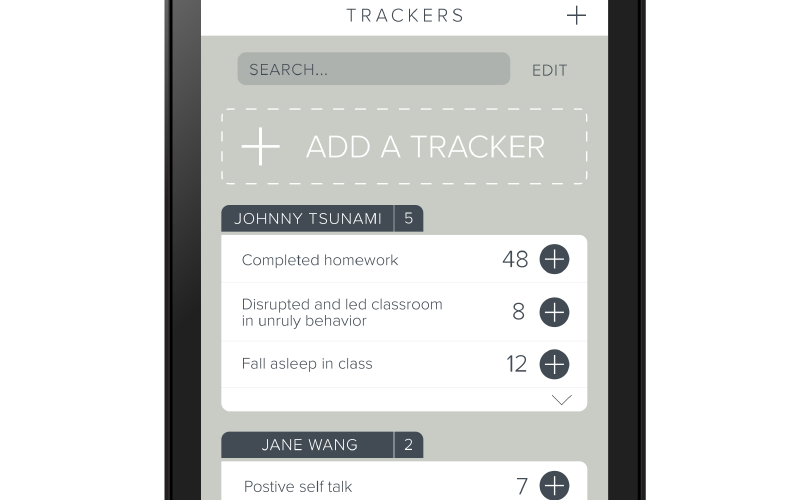 TRACKERS +
SEARCH... EDIT
+ ADD A TRACKER
JOHNNY TSUNAMI 5
Completed homework 48 +
Disrupted and led classroom
in unruly behavior 8 +
Fall asleep in class 12 +
JANE WANG 2
Postive self talk 7 +